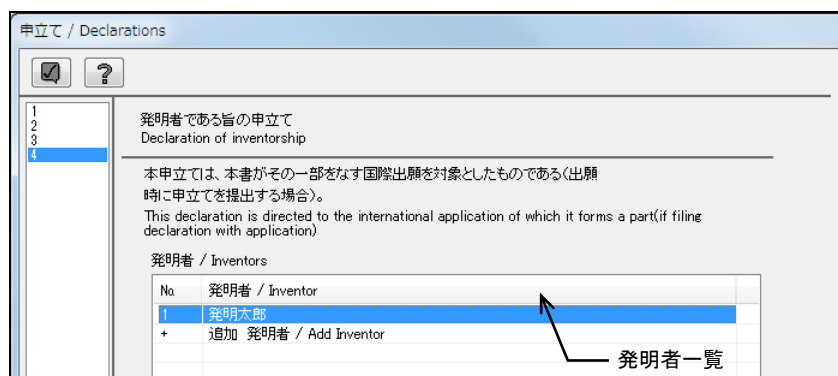 申立て / Declarations
?
1
2
3
4
発明者である旨の申立て
Declaration of inventorship
本申立ては、本書がその一部をなす国際出願を対象としたものである(出願
時に申立てを提出する場合)。
This declaration is directed to the international application of which it forms a part(if filing
declaration with application)
発明者 / Inventors
No. 発明者 / Inventor
1 発明太郎
+ 追加 発明者 / Add Inventor
発明者一覧